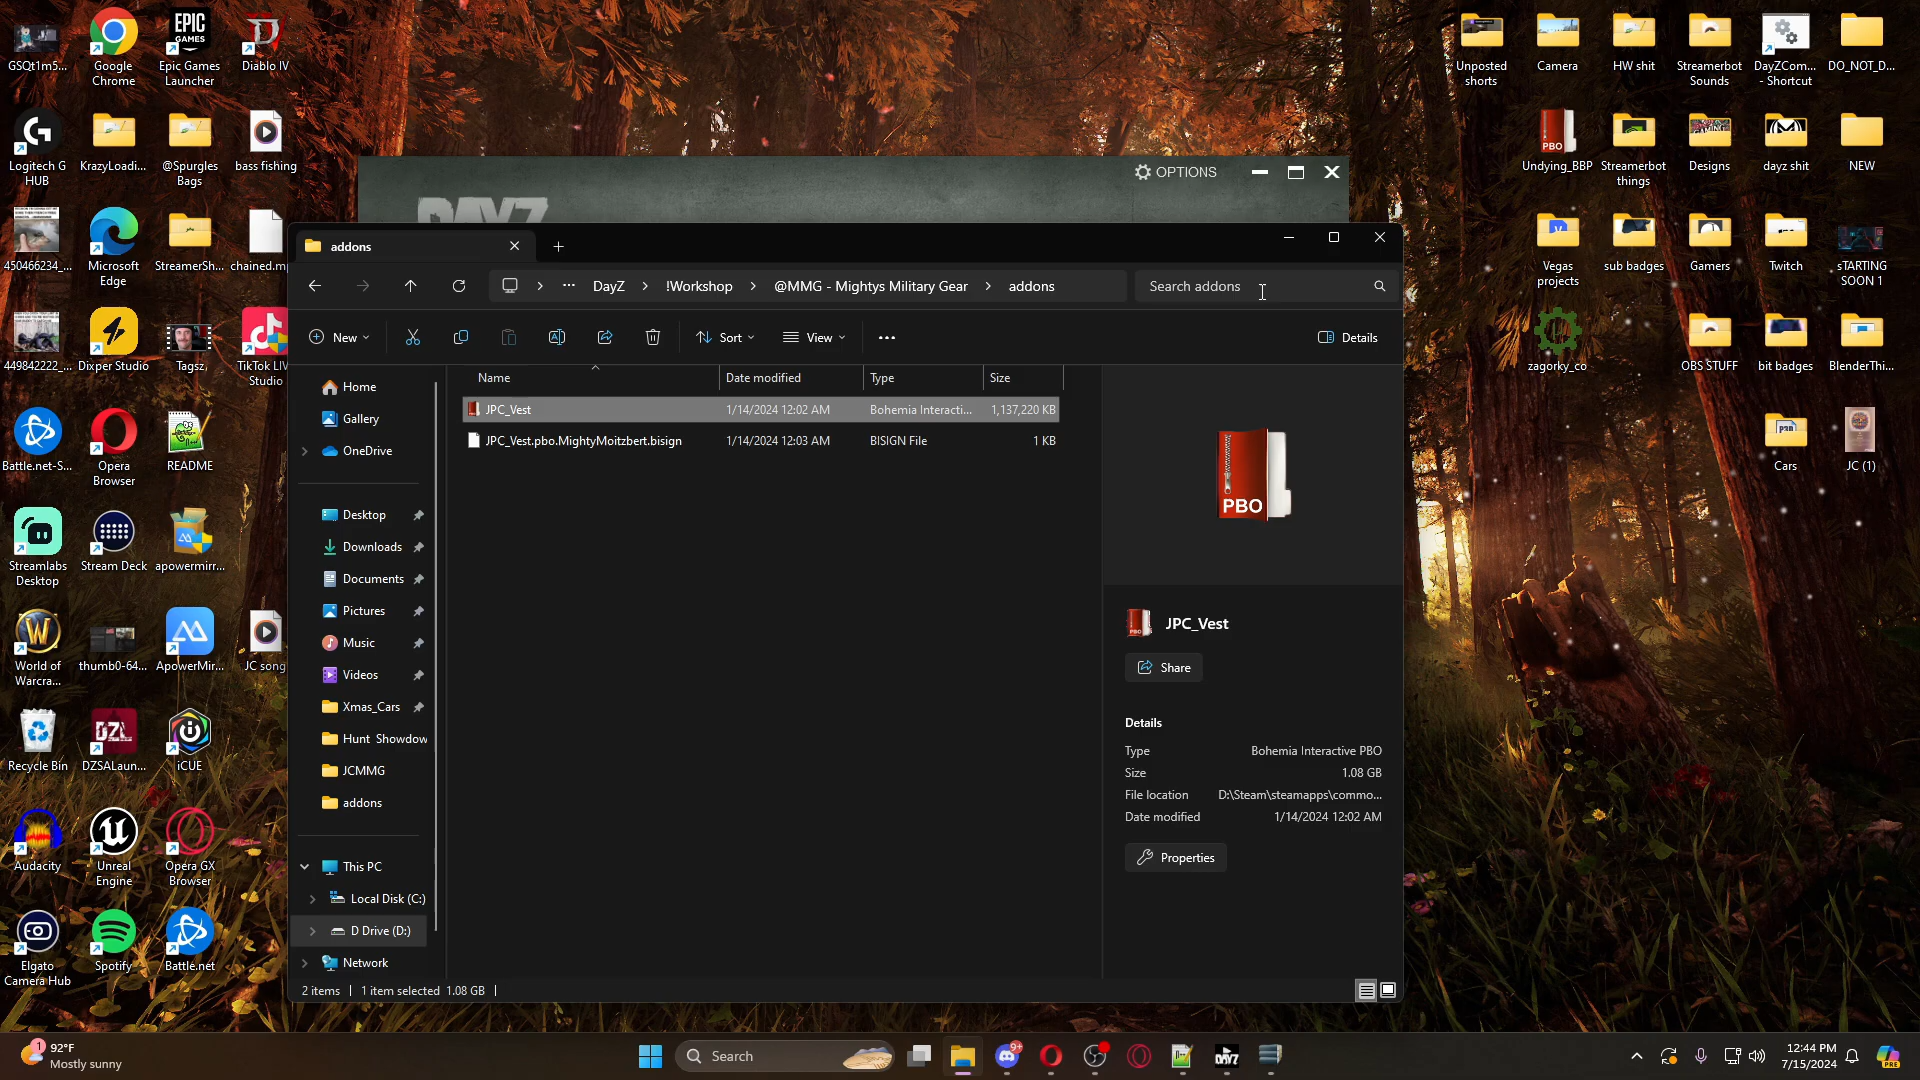 GSQt1m5...
Google
Chrome
Epic Games
Launcher
Diablo IV
EPIC
GAMES
Unposted
shorts
Camera
HW shit
Streamerbot
Sounds
DayZCom...
- Shortcut
DO_NOT_D...
Logitech G
HUB
KrazyLoadi...
@Spurgles
Bags
bass fishing
PBO
Undying_BBP
Streamerbot
things
Designs
dayz shit
NEW
OPTIONS
DAYZ
450466234_...
Microsoft
Edge
StreamerSh...
chained.m
Vegas
projects
sub badges
Gamers
Twitch
sTARTING
SOON 1
449842222_...
Dixper Studio
Tagsz
TikTok LIV
Studio
zagorky_co
OBS STUFF
bit badges
BlenderThi...
Battle.net-S...
Opera
Browser
README
Cars
JC (1)
Streamlabs
Desktop
Stream Deck
apowermirr...
World of
Warcra...
thumb0-64...
ApowerMir...
JC song
Recycle Bin
DZL
DZSALaun...
iCUE
Audacity
Unreal
Engine
Opera GX
Browser
Elgato
Camera Hub
Spotify
Battle.net
addons
DayZ
!Workshop
@MMG - Mightys Military Gear
addons
Search addons
New
Sort
View
Details
Name
Date modified
Type
Size
JPC_Vest
1/14/2024 12:02 AM
Bohemia Interacti...
1,137,220 KB
JPC_Vest.pbo.MightyMoitzbert.bisign
1/14/2024 12:03 AM
BISIGN File
1 KB
Home
Gallery
OneDrive
Desktop
Downloads
Documents
Pictures
Music
Videos
Xmas_Cars
Hunt Showdow
JCMMG
addons
This PC
Local Disk (C:)
D Drive (D:)
Network
PBO
JPC_Vest
Share
Details
Type
Bohemia Interactive PBO
Size
1.08 GB
File location
D:\Steam\steamapps\commo...
Date modified
1/14/2024 12:02 AM
Properties
2 items
1 item selected 1.08 GB
1
92°F
Mostly sunny
Search
9+
DAYZ
12:44 PM
7/15/2024
PRE